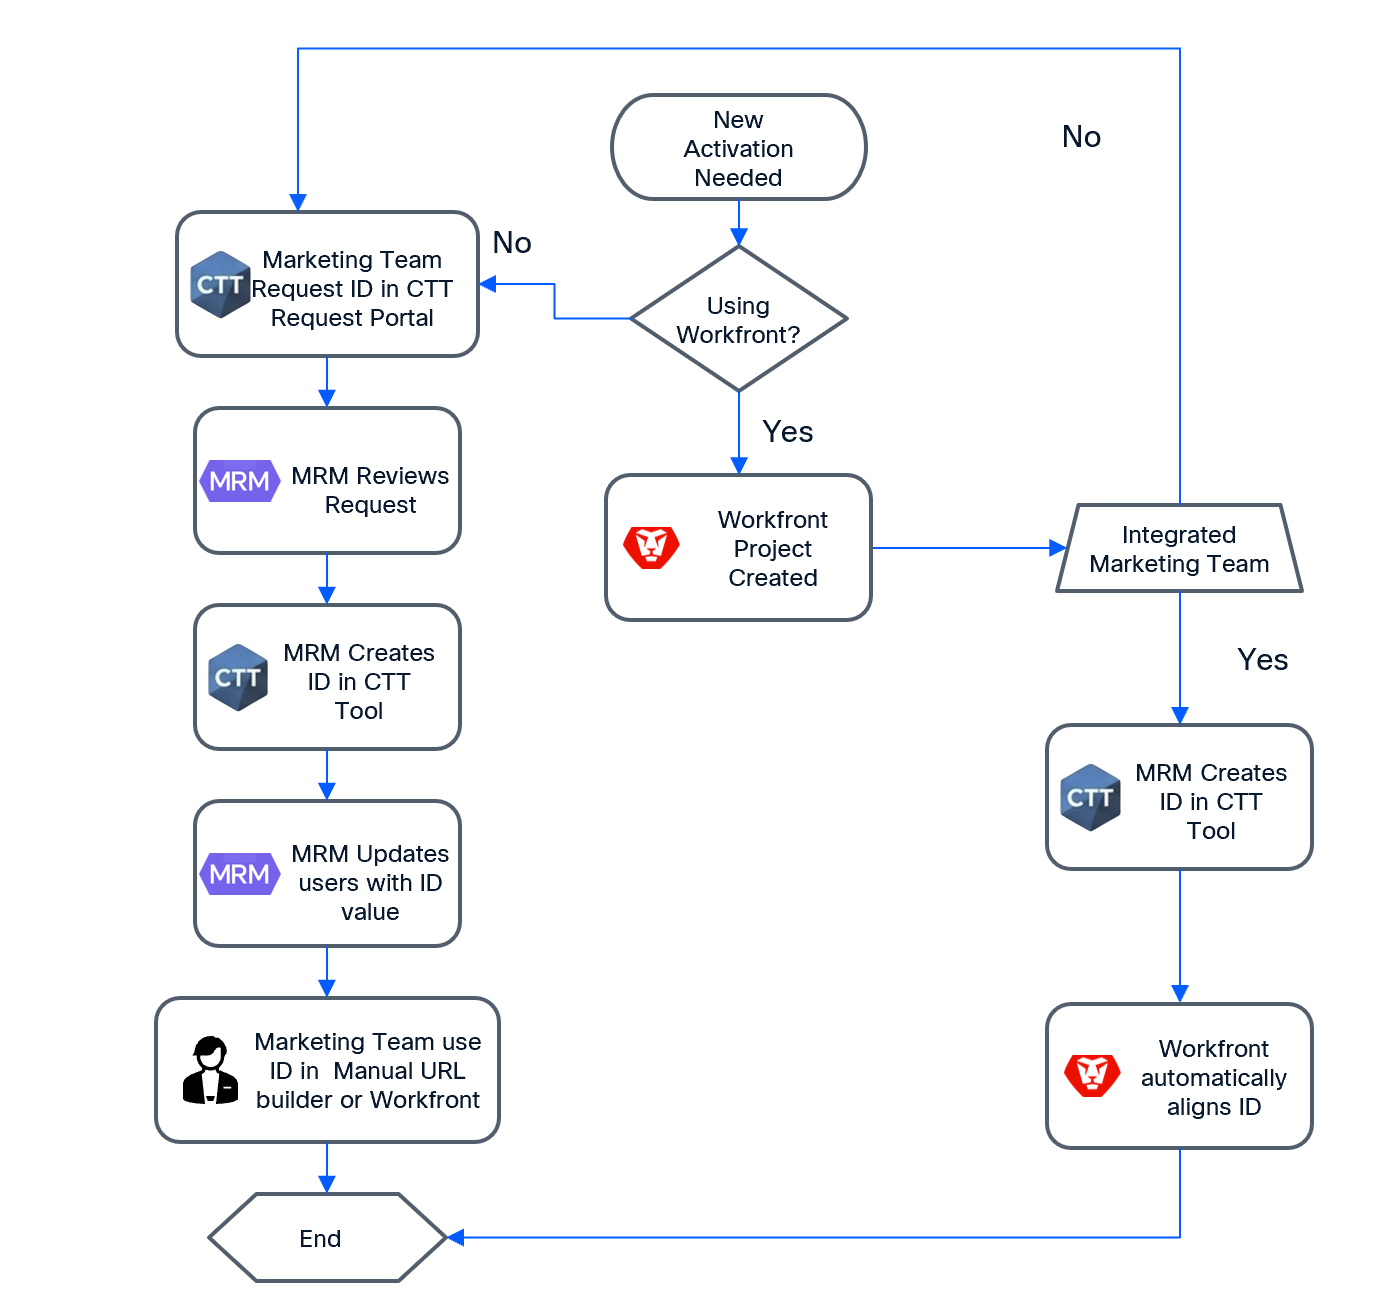 New
Activation
Needed
No
No
Using
Workfront?
CTT
Marketing Team
Request ID in CTT
Request Portal
Yes
MRM
MRM Reviews
Request
Workfront
Project
Created
Integrated
Marketing Team
Yes
CTT
MRM Creates
ID in CTT
Tool
CTT
MRM Creates
ID in CTT
Tool
MRM
MRM Updates
users with ID
value
Marketing Team use
ID in  Manual URL
builder or Workfront
Workfront
automatically
aligns ID
End